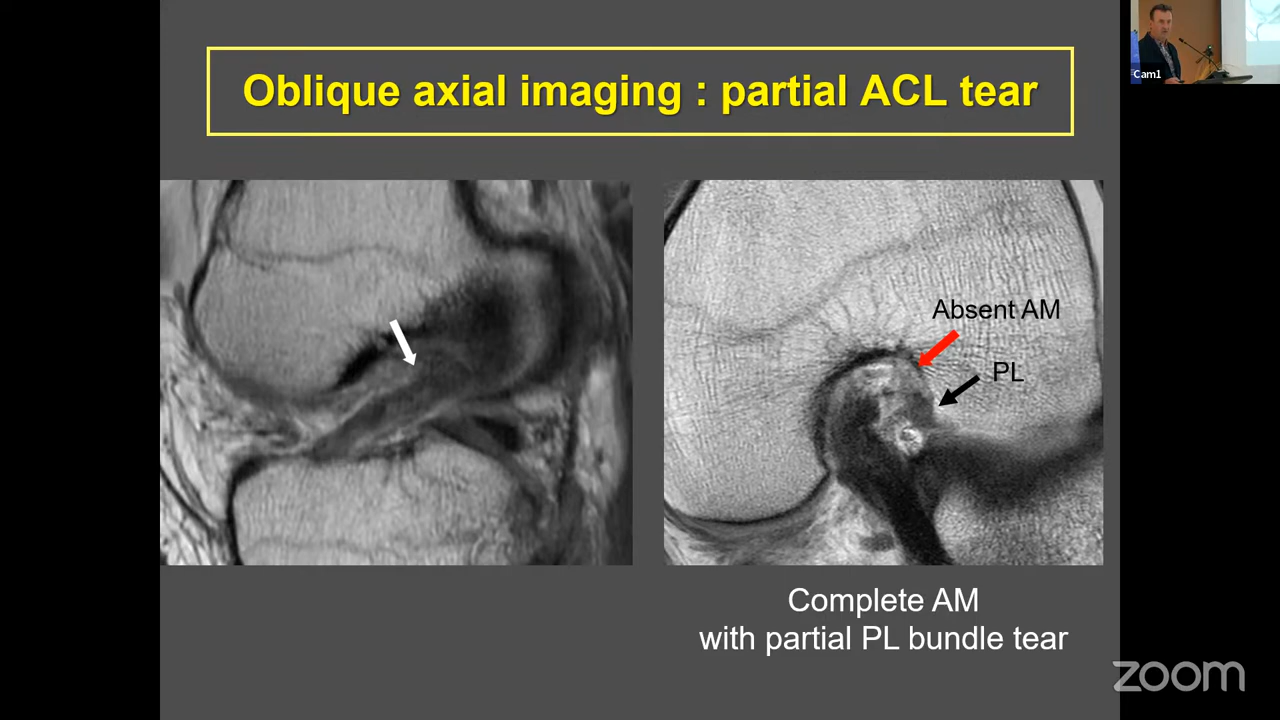 Oblique axial imaging : partial ACL tear
Cam1
Absent AM
PL
Complete AM
with partial PL bundle tear
zoom